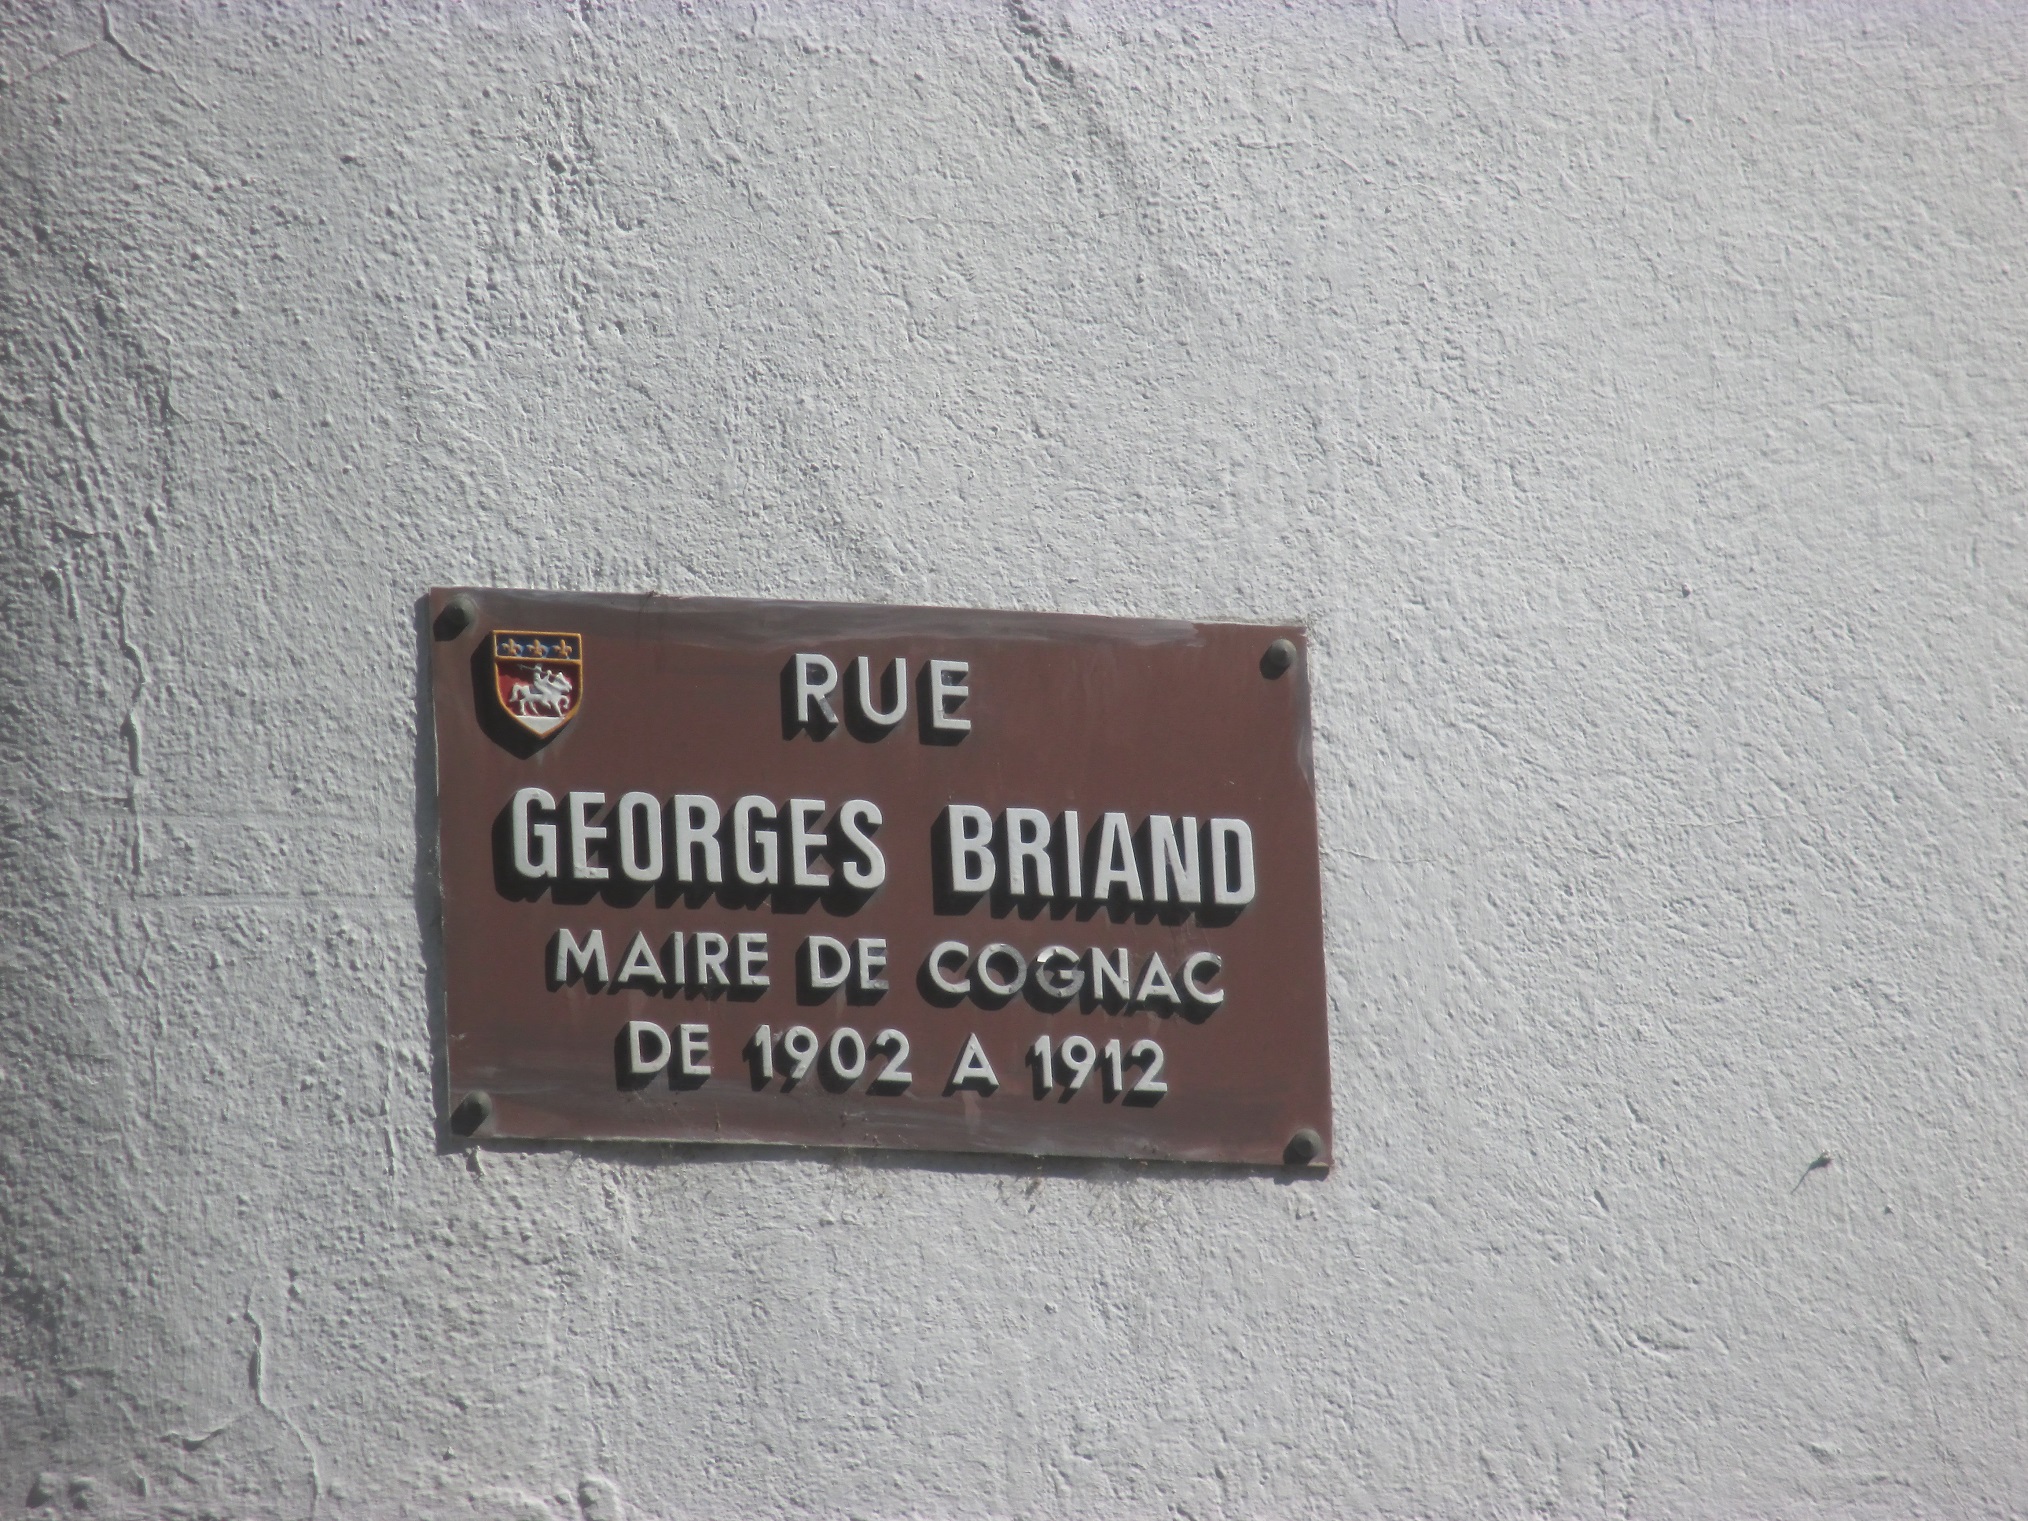 RUE
GEORGES BRIAND
MAIRE DE COGNAC
DE 1902 A 1912